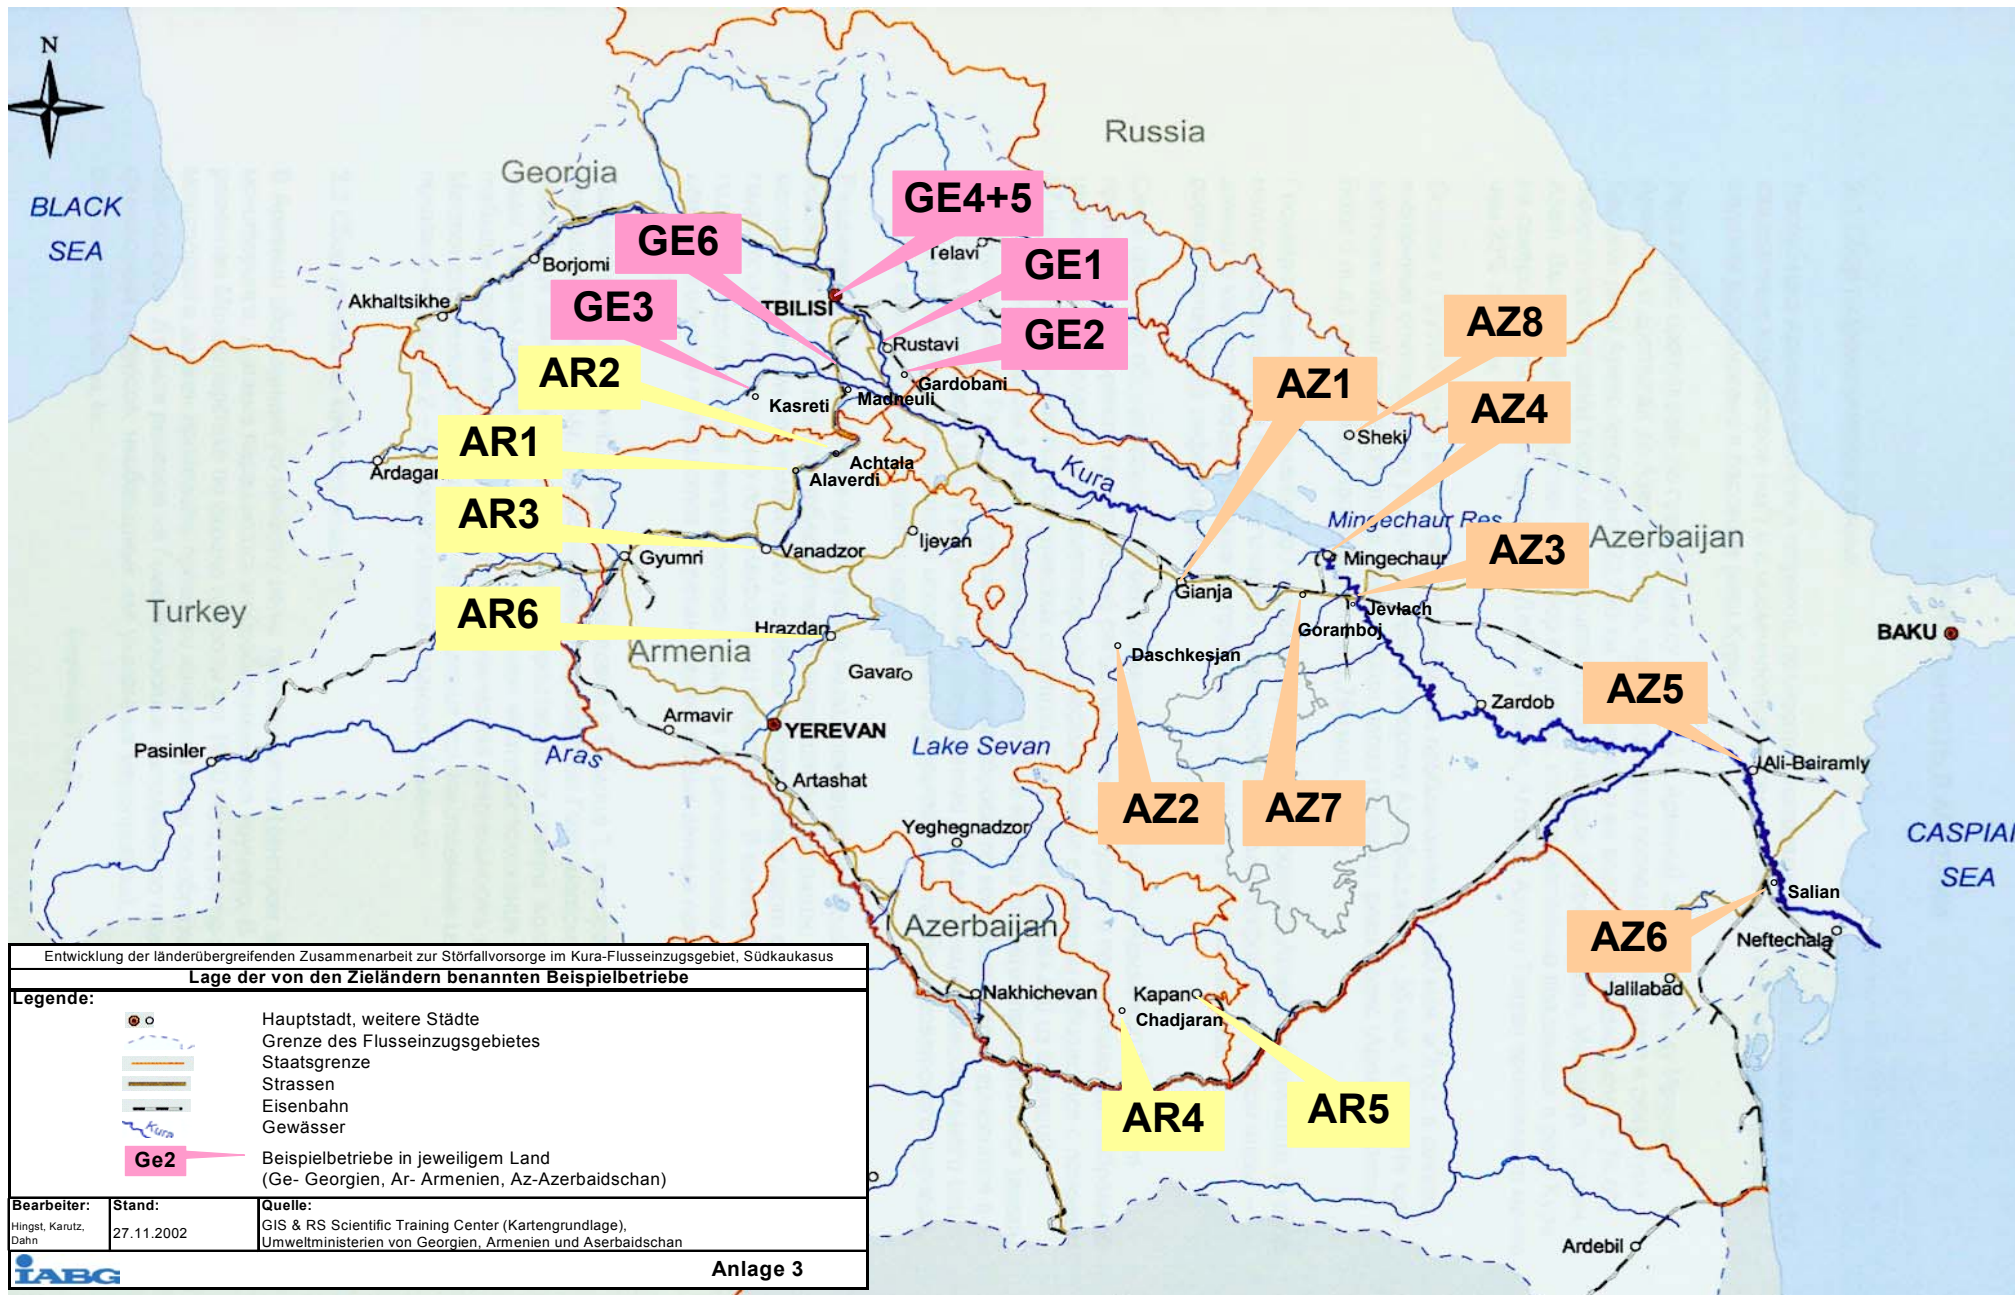 N
Russia
Georgia
BLACK
SEA
GE4+5
GE6
Telavi
GE1
Borjomi
GE3
Akhaltsikhe
TBILISI
AZ8
GE2
Rustavi
AR2
AZ1
Gardobani
Kasreti
Madneuli
AZ4
AR1
Sheki
Achtala
Ardagan
Alaverdi
Kura
AR3
Mingechaur Res.
Azerbaijan
Ijevan
Vanadzor
Gyumri
Mingechaur
AZ3
Gianja
Jevlach
Turkey
AR6
Hrazdan
Goramboj
BAKU
Armenia
Daschkesjan
Gavar
AZ5
Zardob
Armavir
YEREVAN
Lake Sevan
Pasinler
Aras
Ali-Bairamly
Artashat
AZ2
AZ7
Yeghegnadzor
CASPIAN
SEA
Salian
Azerbaijan
AZ6
Neftechala
Jalilabad
Nakhichevan
Kapan
Chadjaran
AR4
AR5
Ardebil
Entwicklung der länderübergreifenden Zusammenarbeit zur Störfallvorsorge im Kura-Flusseinzugsgebiet, Südkaukasus
Lage der von den Zieländern benannten Beispielbetriebe
Legende:
Hauptstadt, weitere Städte
Grenze des Flusseinzugsgebietes
Staatsgrenze
Strassen
Eisenbahn
Kura Gewässer
Ge2 Beispielbetriebe in jeweiligem Land
(Ge- Georgien, Ar- Armenien, Az-Azerbaidschan)
Bearbeiter: Stand: Quelle:
Hingst, Karutz,
Dahn
27.11.2002
GIS & RS Scientific Training Center (Kartengrundlage),
Umweltministerien von Georgien, Armenien und Aserbaidschan
IABG
Anlage 3